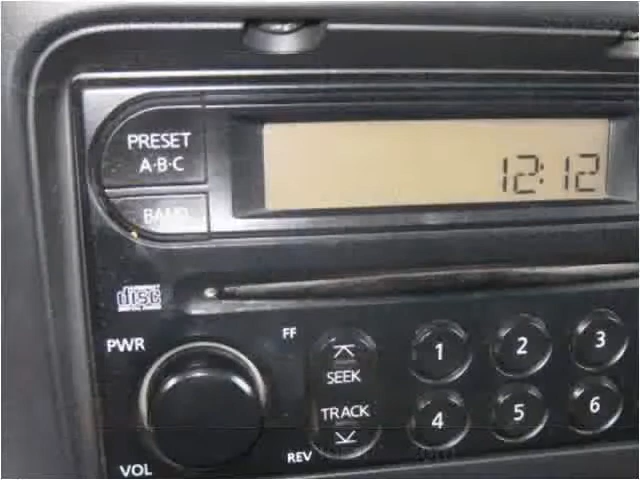 PRESET
A·B·C
12:12
BAND
disc
PWR
FF
SEEK
TRACK
REV
VOL
1 2 3
4 5 6